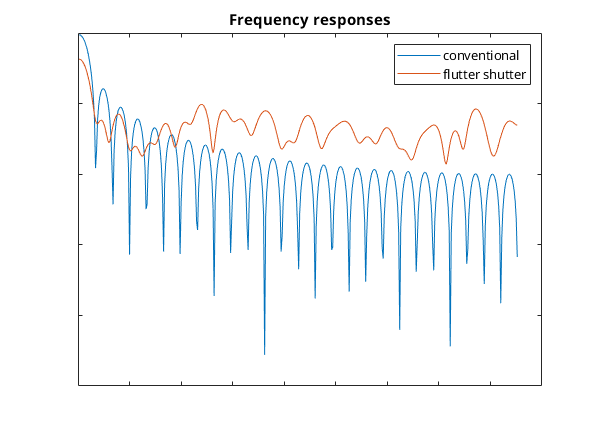 Frequency responses
conventional
flutter shutter